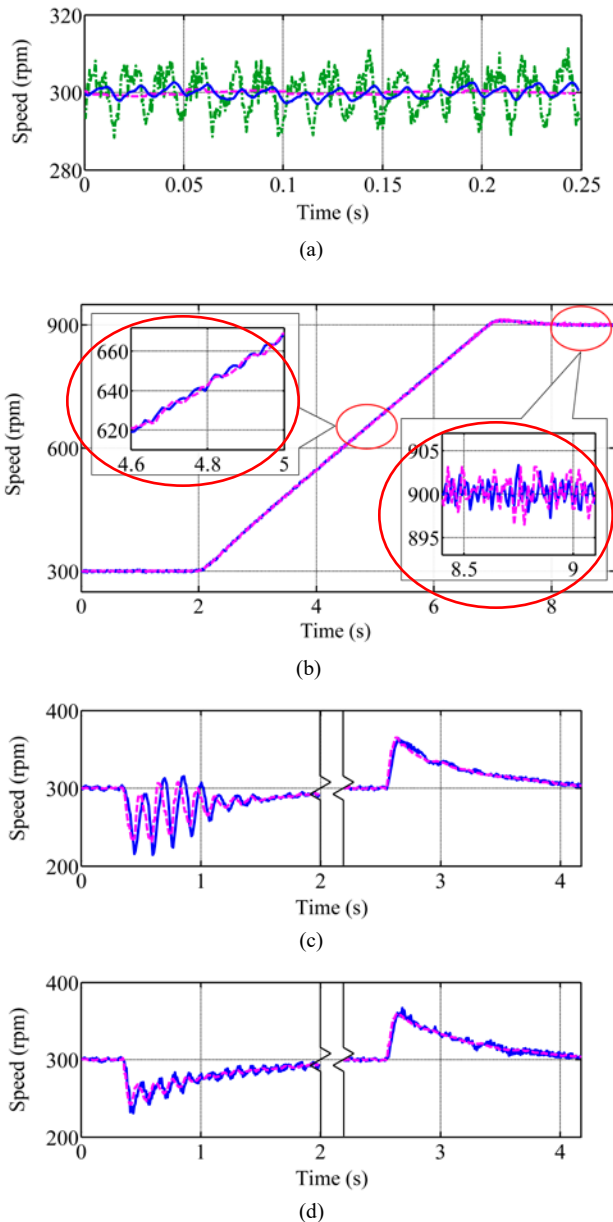 320
300
280
Speed (rpm)
0 0.05 0.1 0.15 0.2 0.25
Time (s)
(a)
900
600
300
Speed (rpm)
660
640
620
4.6 4.8 5
905
900
895
8.5 9
0 2 4 6 8
Time (s)
(b)
400
300
200
Speed (rpm)
0 1 2 3 4
Time (s)
(c)
400
300
200
Speed (rpm)
0 1 2 3 4
Time (s)
(d)